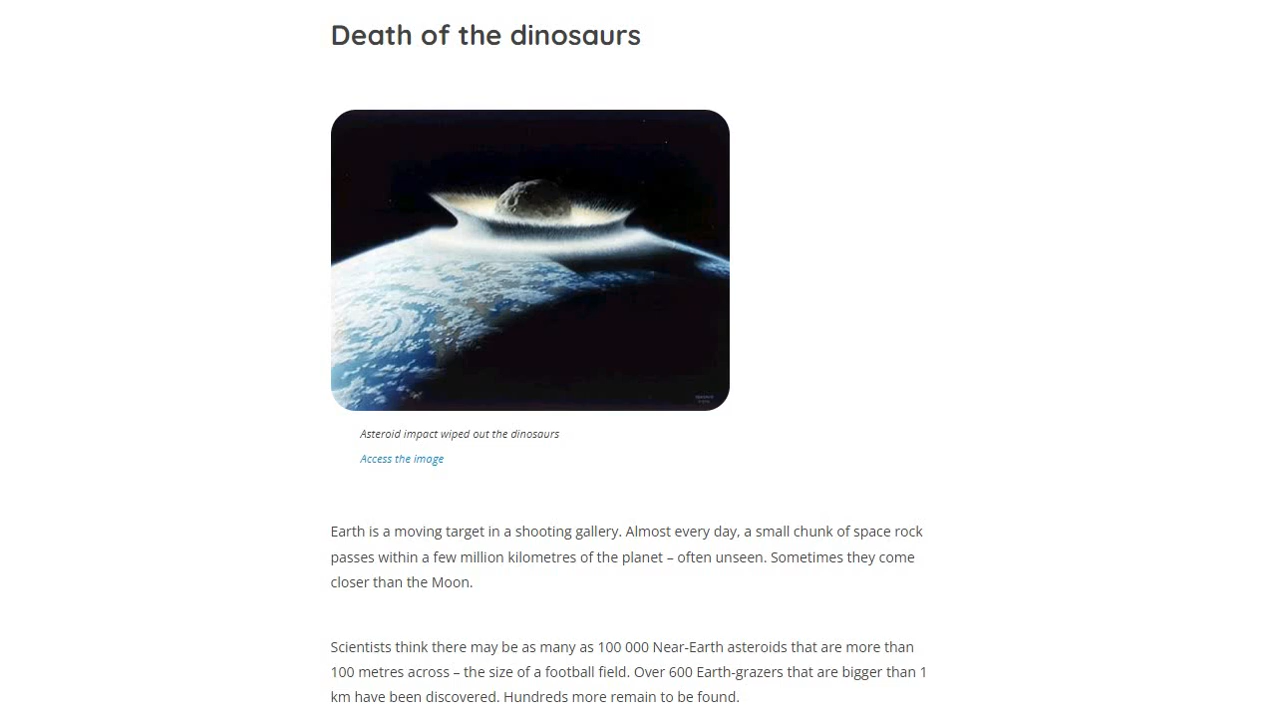 Death of the dinosaurs
Asteroid impact wiped out the dinosaurs
Access the image
Earth is a moving target in a shooting gallery. Almost every day, a small chunk of space rock
passes within a few million kilometres of the planet – often unseen. Sometimes they come
closer than the Moon.
Scientists think there may be as many as 100 000 Near-Earth asteroids that are more than
100 metres across – the size of a football field. Over 600 Earth-grazers that are bigger than 1
km have been discovered. Hundreds more remain to be found.